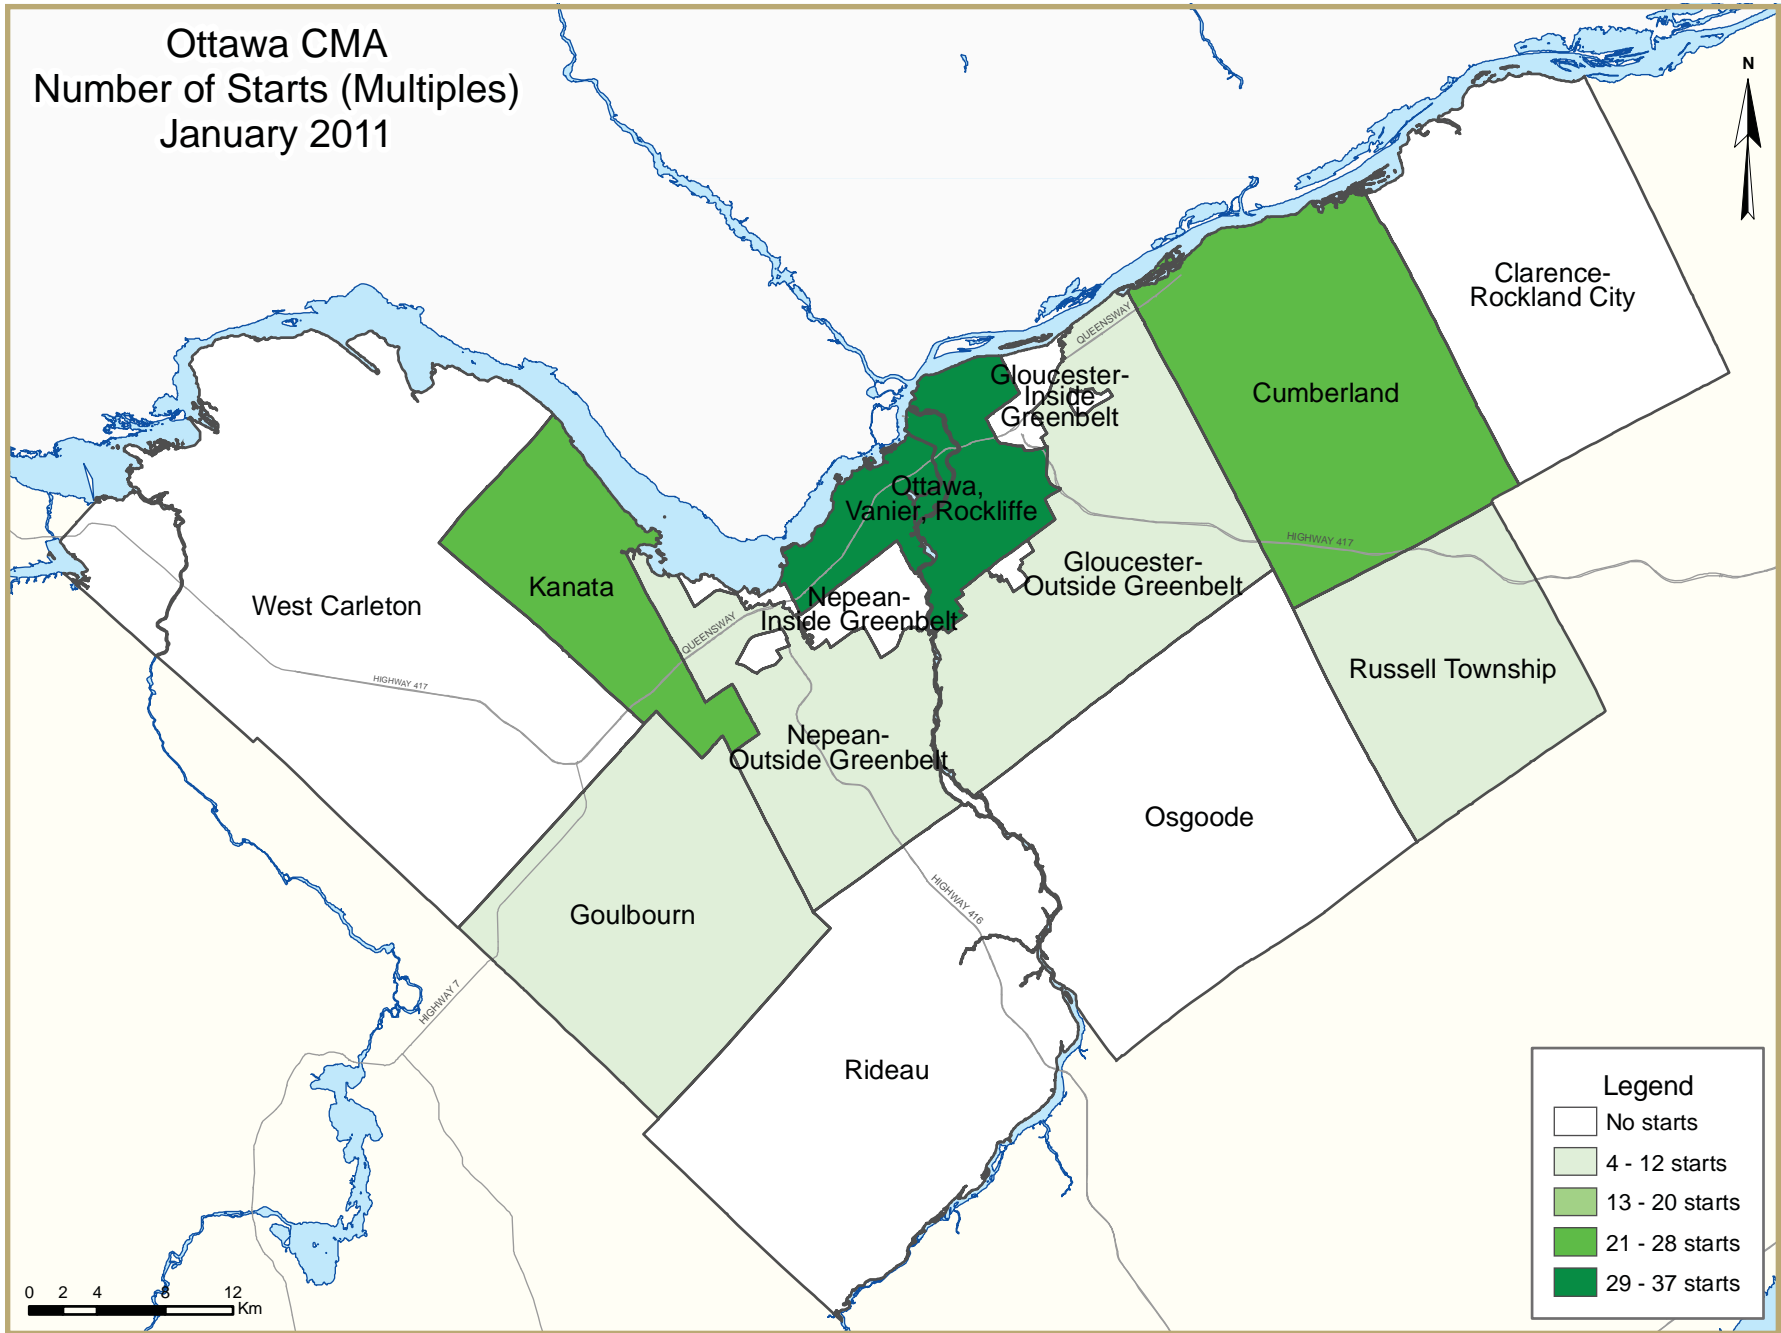 Ottawa CMA
Number of Starts (Multiples)
January 2011
N
Clarence-
Rockland City
QUEENSWAY
Gloucester-
Inside
Greenbelt
Cumberland
Ottawa,
Vanier, Rockliffe
HIGHWAY 417
Gloucester-
Outside Greenbelt
Kanata
West Carleton
Nepean-
Inside Greenbelt
QUEENSWAY
Russell Township
HIGHWAY 417
Nepean-
Outside Greenbelt
Osgoode
Goulbourn
HIGHWAY 416
HIGHWAY 7
Rideau
Legend
No starts
4 - 12 starts
13 - 20 starts
21 - 28 starts
29 - 37 starts
0 2 4 8 12
Km